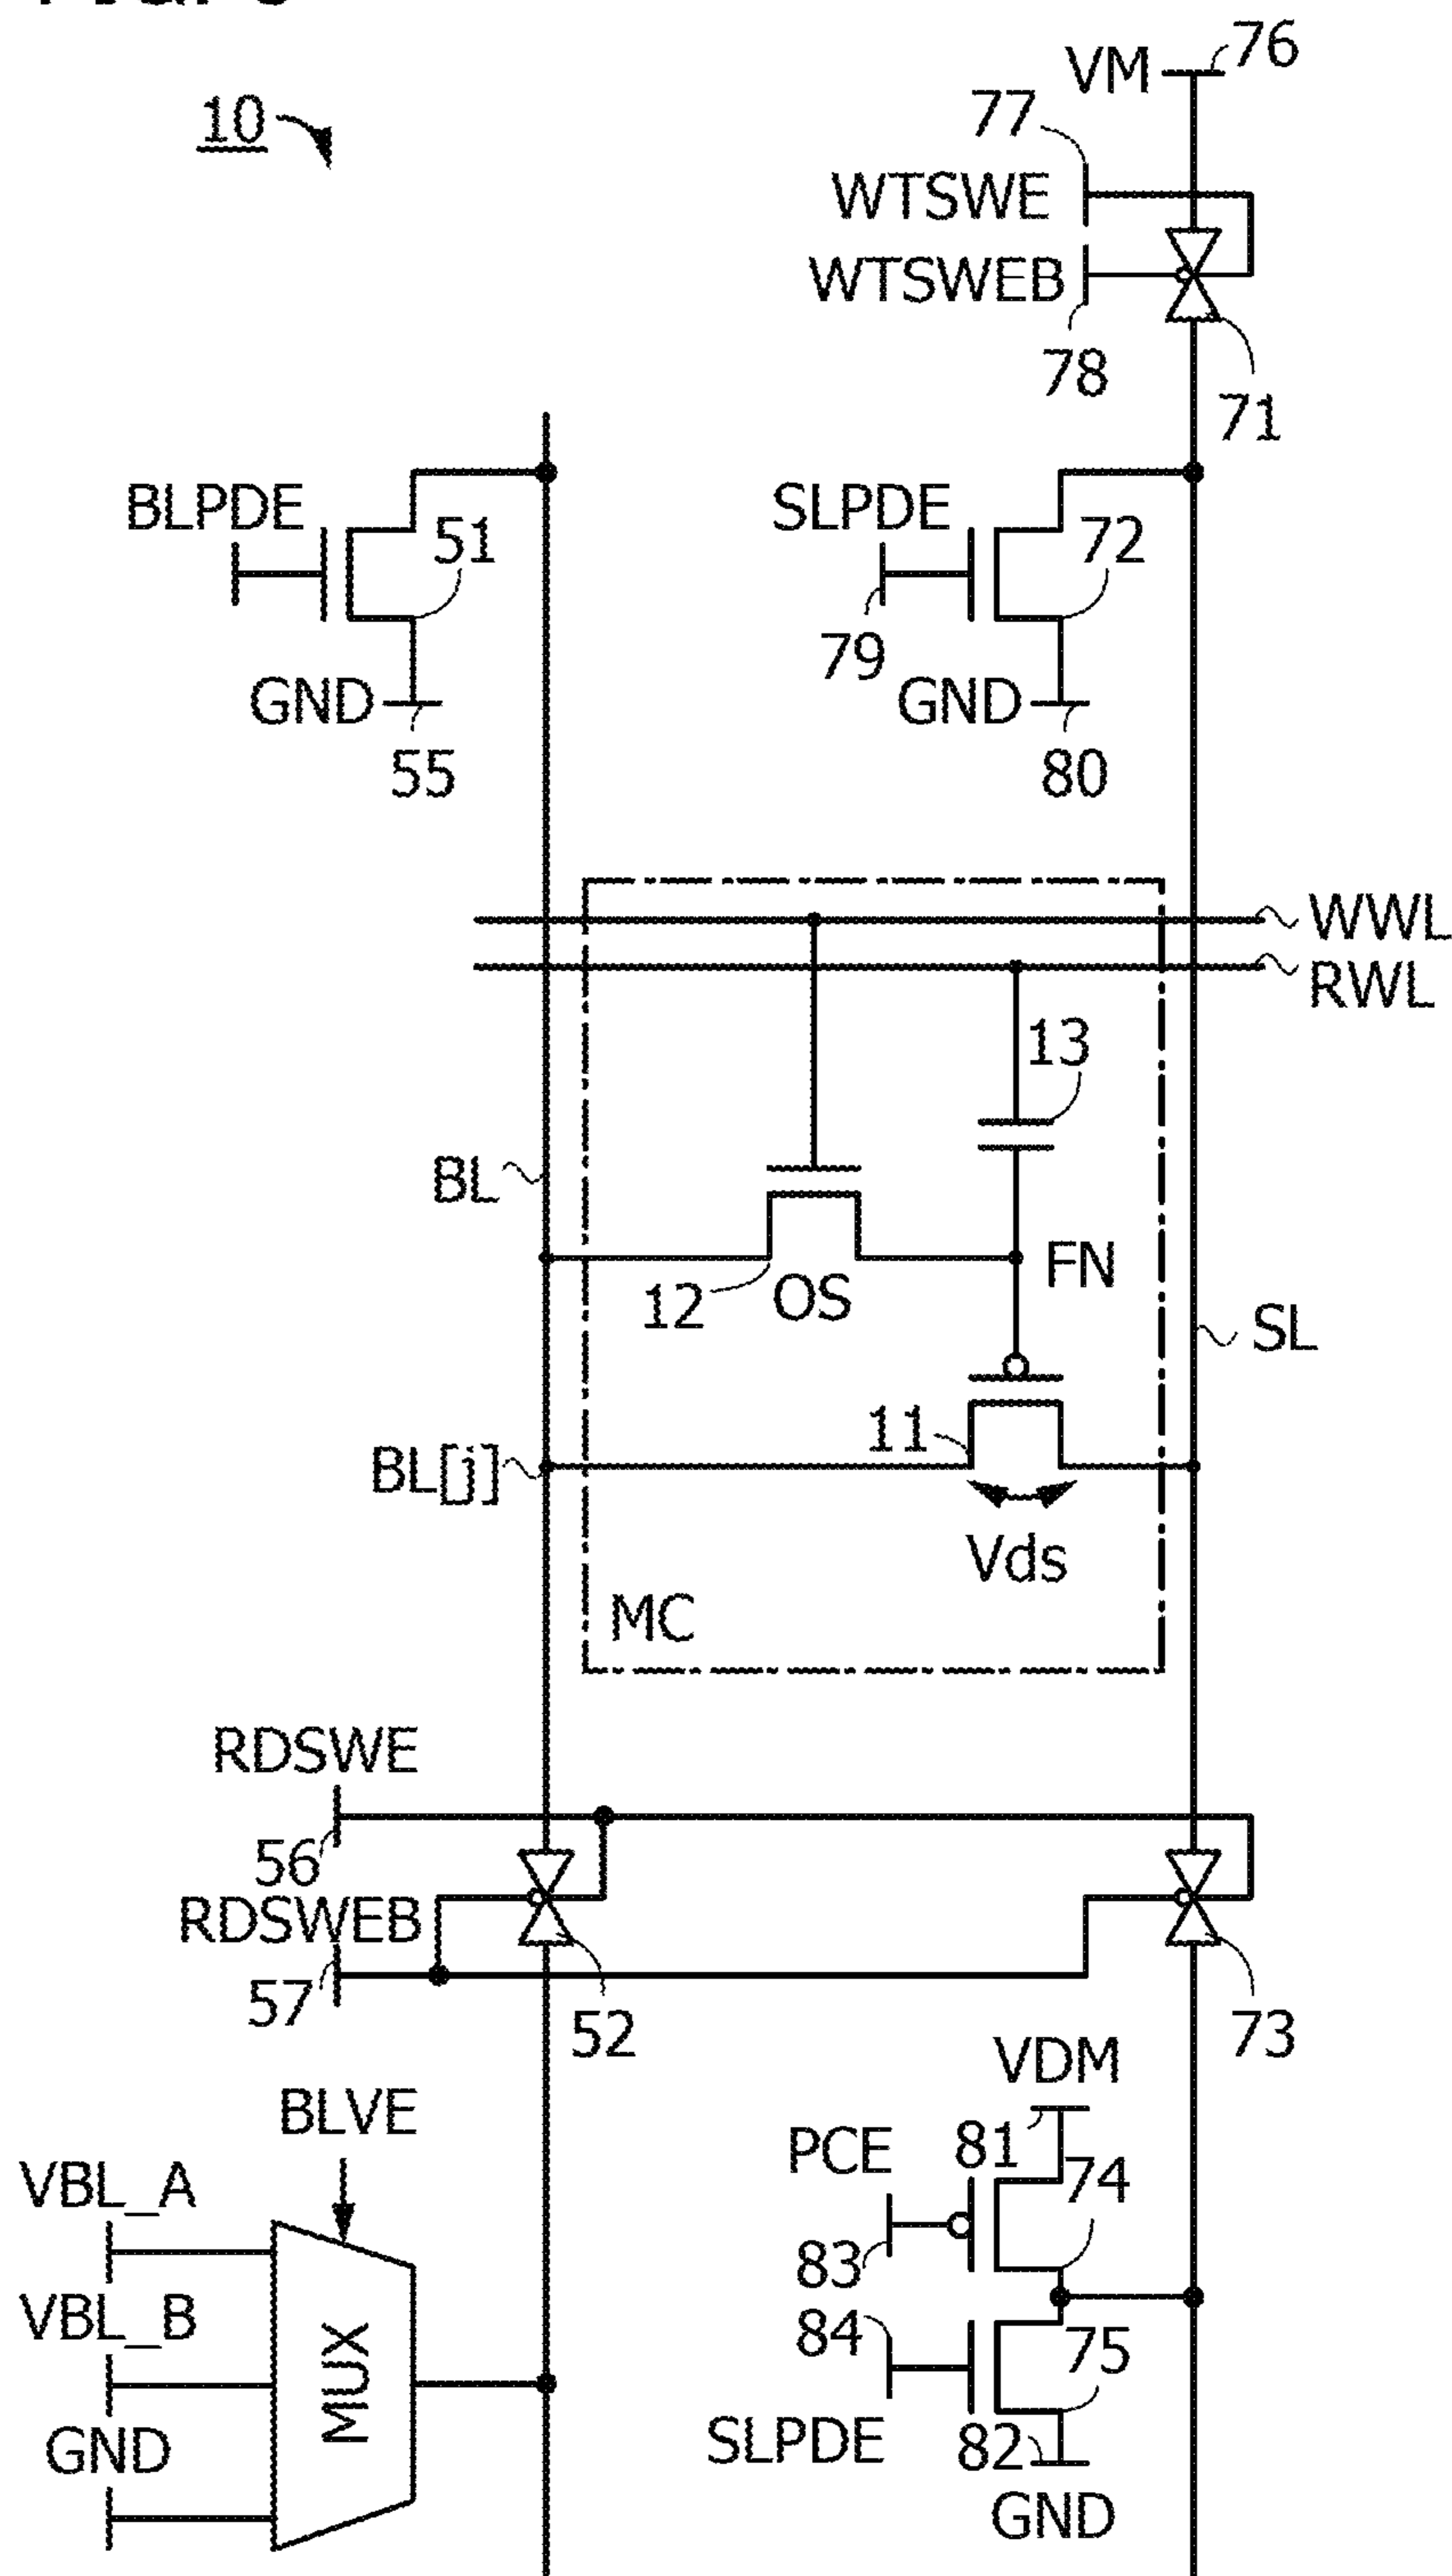 10
VM
76
77
WTSWE
WTSWEB
78
71
BLPDE
51
SLPDE
72
79
GND
55
GND
80
WWL
RWL
13
BL
FN
12
OS
SL
11
BL[j]
Vds
MC
RDSWE
56
RDSWEB
57
52
73
VDM
BLVE
81
PCE
74
VBL_A
83
VBL_B
84
75
MUX
GND
SLPDE
82
GND